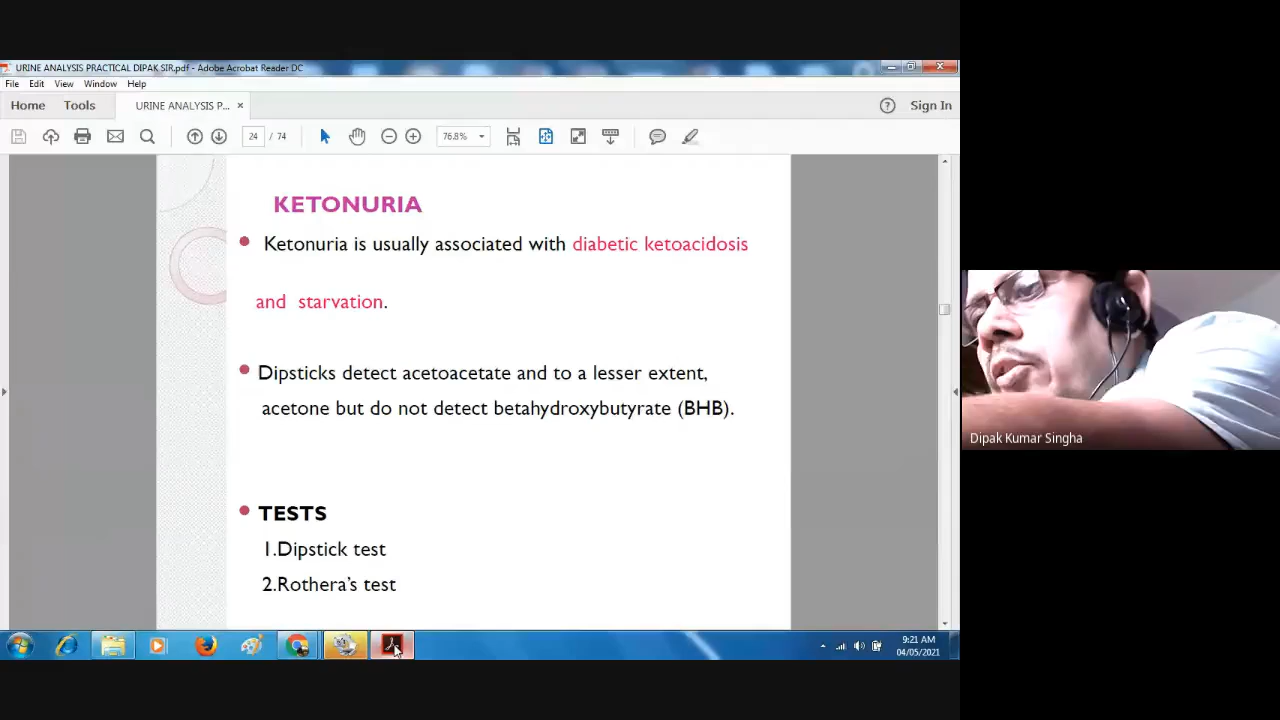 URINE ANALYSIS PRACTICAL DIPAK SIR.pdf - Adobe Acrobat Reader DC
File Edit View Window Help
Home Tools URINE ANALYSIS P... × ? Sign In
24 / 74 76.8%
KETONURIA
Ketonuria is usually associated with diabetic ketoacidosis
and starvation.
Dipsticks detect acetoacetate and to a lesser extent,
acetone but do not detect betahydroxybutyrate (BHB).
TESTS
1.Dipstick test
2.Rothera's test
Dipak Kumar Singha
9:21 AM
04/05/2021